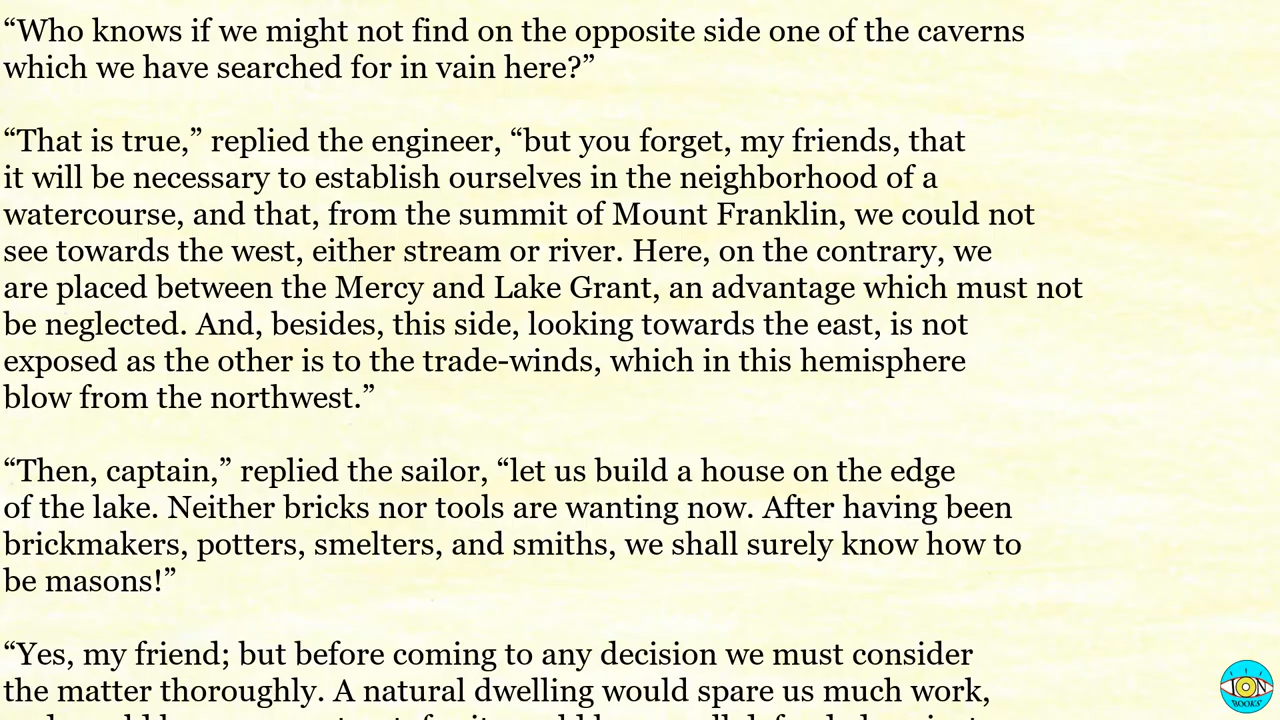 “Who knows if we might not find on the opposite side one of the caverns
which we have searched for in vain here?”
“That is true,” replied the engineer, “but you forget, my friends, that
it will be necessary to establish ourselves in the neighborhood of a
watercourse, and that, from the summit of Mount Franklin, we could not
see towards the west, either stream or river. Here, on the contrary, we
are placed between the Mercy and Lake Grant, an advantage which must not
be neglected. And, besides, this side, looking towards the east, is not
exposed as the other is to the trade-winds, which in this hemisphere
blow from the northwest.”
“Then, captain,” replied the sailor, “let us build a house on the edge
of the lake. Neither bricks nor tools are wanting now. After having been
brickmakers, potters, smelters, and smiths, we shall surely know how to
be masons!”
“Yes, my friend; but before coming to any decision we must consider
the matter thoroughly. A natural dwelling would spare us much work,
ION
BOOKS